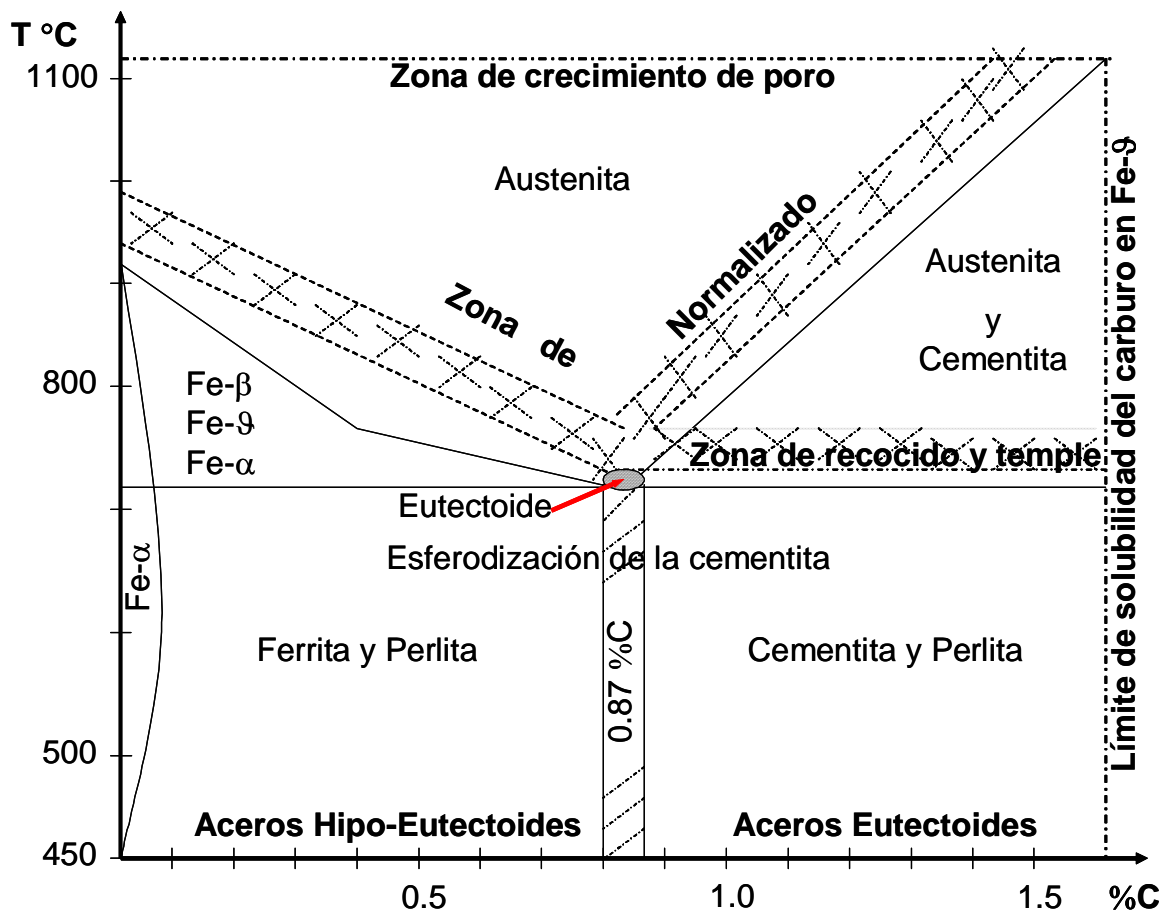 T °C
1100
Zona de crecimiento de poro
Austenita
Zona de
Normalizado
Austenita
y
Cementita
800
Fe-β
Fe-ϑ
Fe-α
Zona de recocido y temple
Eutectoide
Esferodización de la cementita
Fe-α
Ferrita y Perlita
0.87 %C
Cementita y Perlita
Límite de solubilidad del carburo en Fe-ϑ
500
Aceros Hipo-Eutectoides
Aceros Eutectoides
450
0.5
1.0
1.5
%C